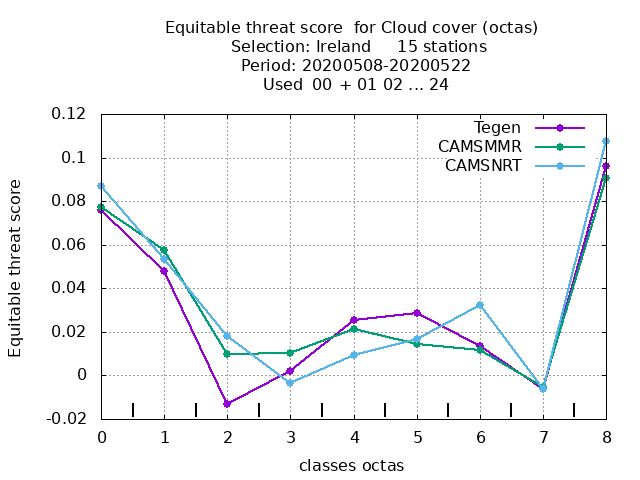 Equitable threat score  for Cloud cover (octas)
Selection: Ireland     15 stations
Period: 20200508-20200522
Used  00 + 01 02 ... 24
Tegen
CAMSMMR
CAMSNRT
0.12
0.1
0.08
0.06
0.04
0.02
0
-0.02
Equitable threat score
0 1 2 3 4 5 6 7 8
classes octas